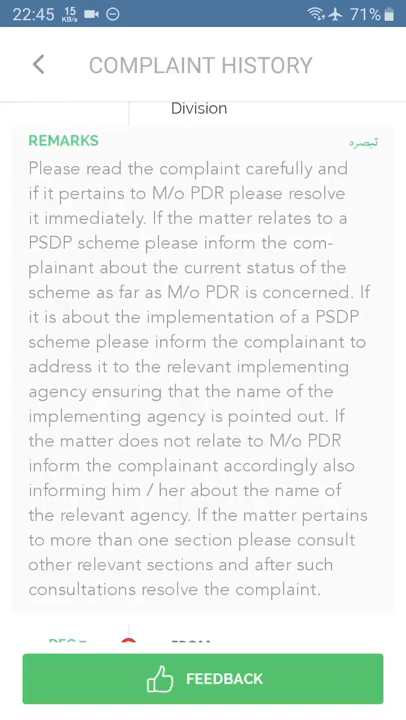 22:45 15 KB/s 71%
COMPLAINT HISTORY
Division
REMARKS تبصرہ
Please read the complaint carefully and
if it pertains to M/o PDR please resolve
it immediately. If the matter relates to a
PSDP scheme please inform the com-
plainant about the current status of the
scheme as far as M/o PDR is concerned. If
it is about the implementation of a PSDP
scheme please inform the complainant to
address it to the relevant implementing
agency ensuring that the name of the
implementing agency is pointed out. If
the matter does not relate to M/o PDR
inform the complainant accordingly also
informing him / her about the name of
the relevant agency. If the matter pertains
to more than one section please consult
other relevant sections and after such
consultations resolve the complaint.
FROM
FEEDBACK